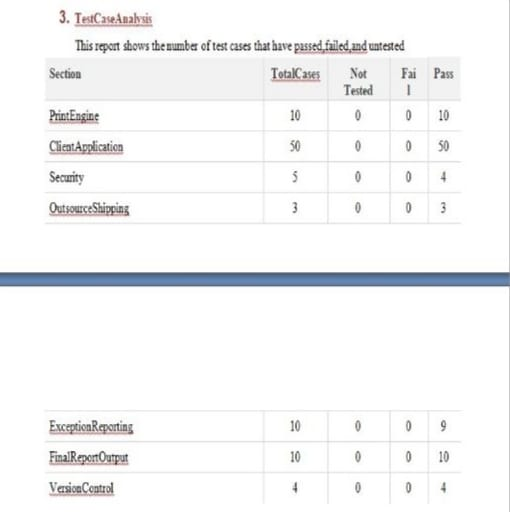 3. TestCaseAnalysis
This report shows the number of test cases that have passed,failed,and untested
Section TotalCases Not Tested Fai l Pass
PrintEngine 10 0 0 10
ClientApplication 50 0 0 50
Security 5 0 0 4
OutsourceShipping 3 0 0 3
ExceptionReporting 10 0 0 9
FinalReportOutput 10 0 0 10
VersionControl 4 0 0 4